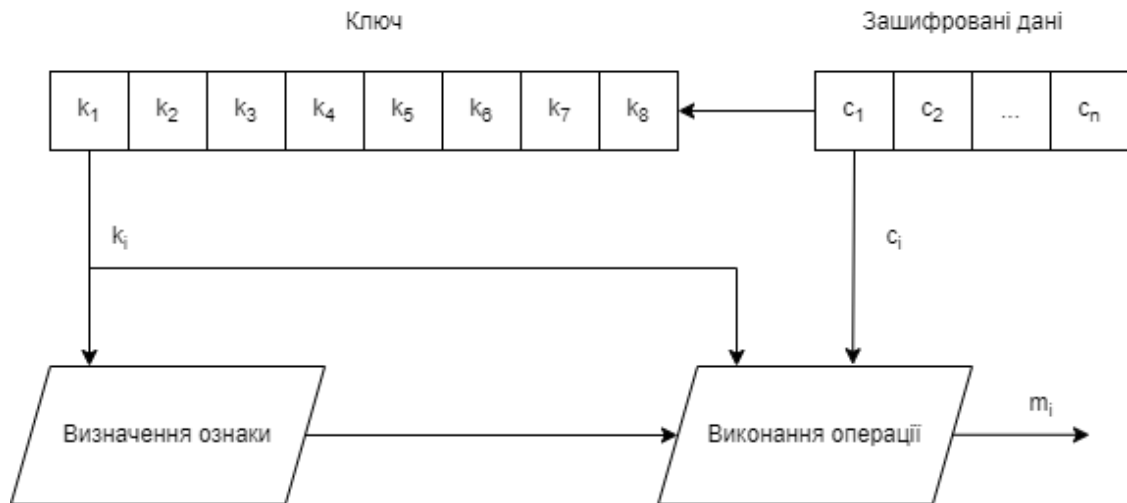 Ключ Зашифровані дані
k₁ k₂ k₃ k₄ k₅ k₆ k₇ k₈ c₁ c₂ ... cₙ
kᵢ cᵢ
mᵢ
Визначення ознаки Виконання операції